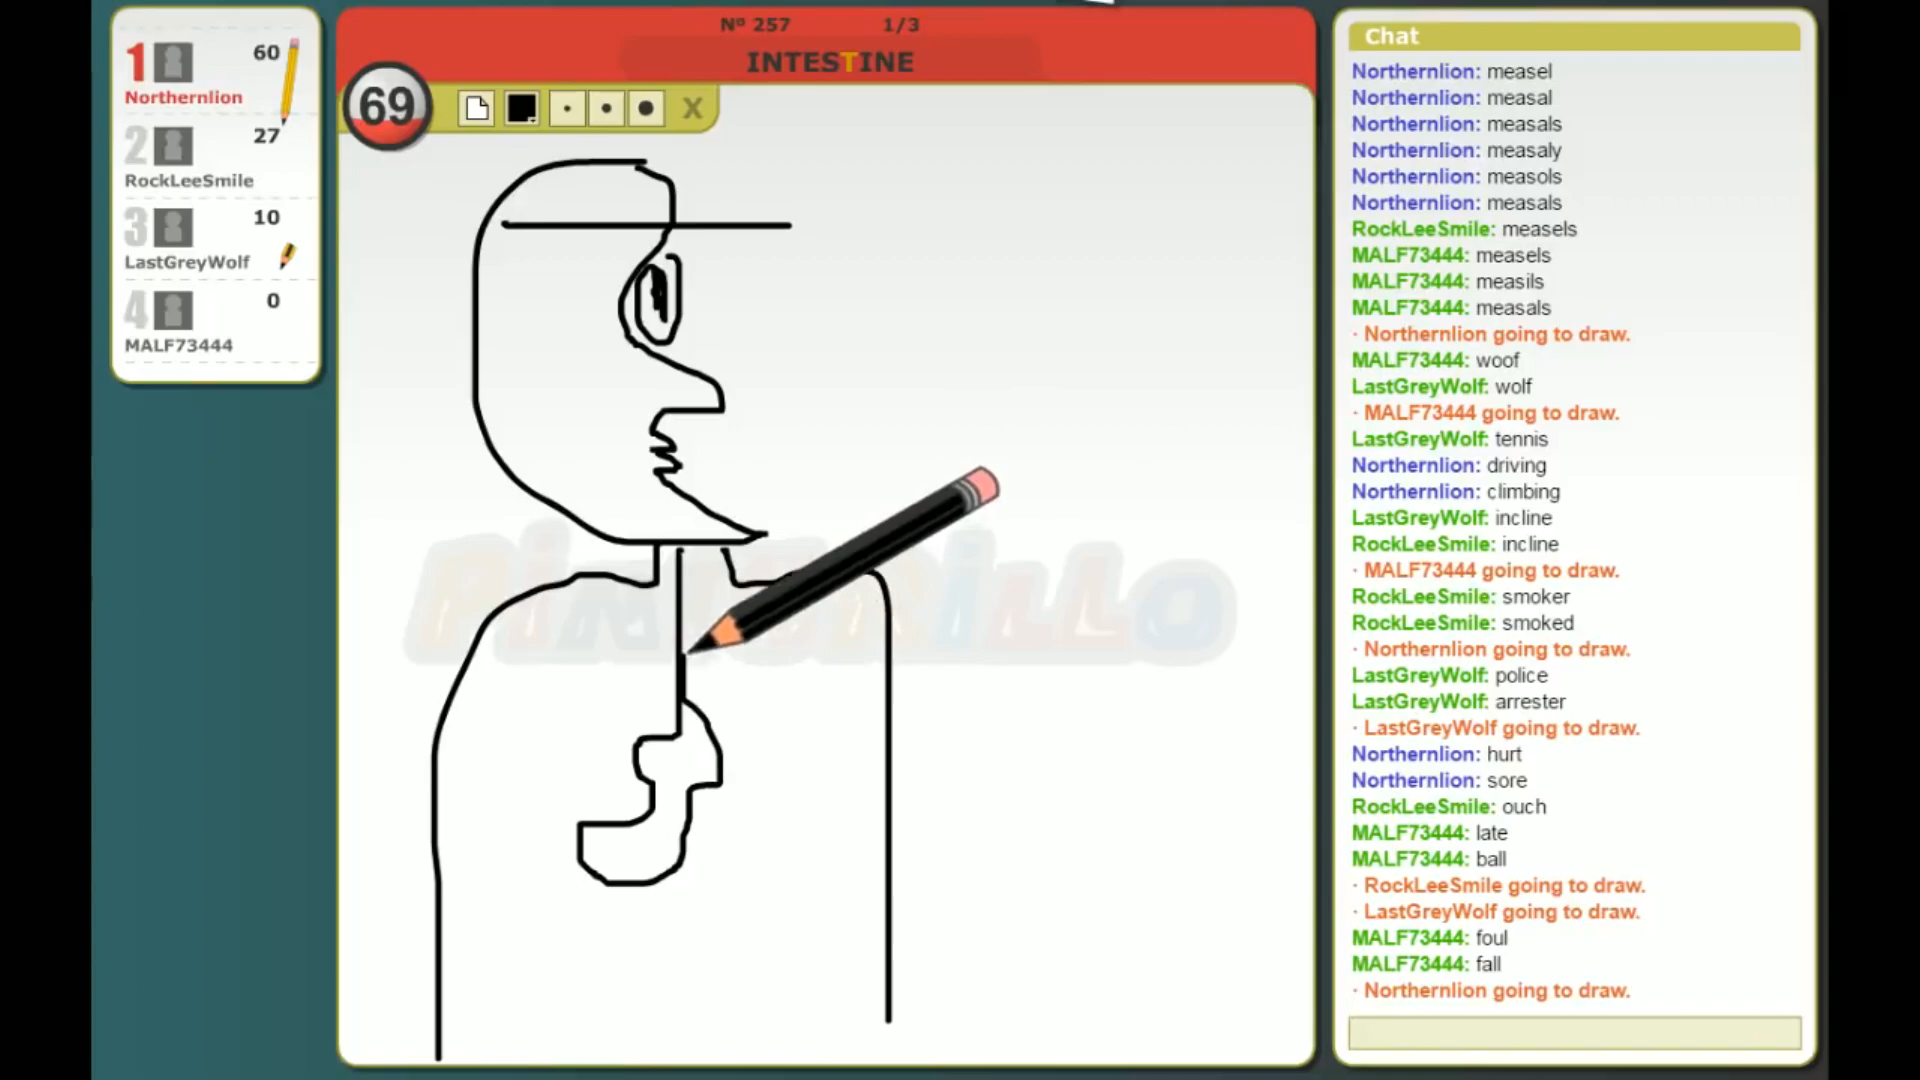 1 60
Northernlion
2 27
RockLeeSmile
3 10
LastGreyWolf
4 0
MALF73444
Nº 257 1/3
INTESTINE
69
X
PINTURILLO
Chat
Northernlion: measel
Northernlion: measal
Northernlion: measals
Northernlion: measaly
Northernlion: measols
Northernlion: measals
RockLeeSmile: measels
MALF73444: measels
MALF73444: measils
MALF73444: measals
· Northernlion going to draw.
MALF73444: woof
LastGreyWolf: wolf
· MALF73444 going to draw.
LastGreyWolf: tennis
Northernlion: driving
Northernlion: climbing
LastGreyWolf: incline
RockLeeSmile: incline
· MALF73444 going to draw.
RockLeeSmile: smoker
RockLeeSmile: smoked
· Northernlion going to draw.
LastGreyWolf: police
LastGreyWolf: arrester
· LastGreyWolf going to draw.
Northernlion: hurt
Northernlion: sore
RockLeeSmile: ouch
MALF73444: late
MALF73444: ball
· RockLeeSmile going to draw.
· LastGreyWolf going to draw.
MALF73444: foul
MALF73444: fall
· Northernlion going to draw.